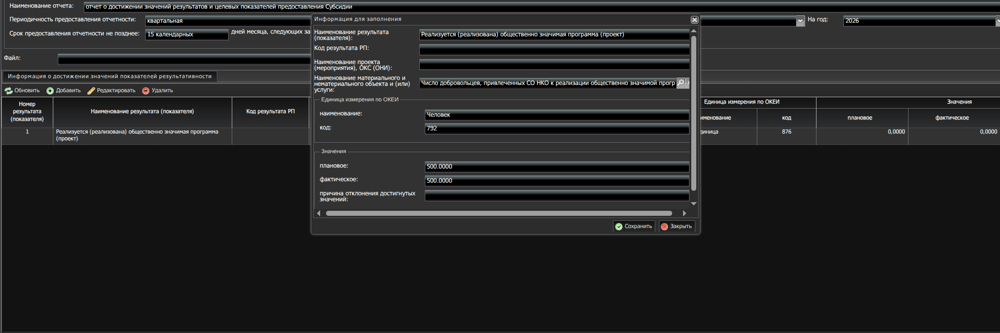 Наименование отчета: отчет о достижении значений результатов и целевых показателей предоставления Субсидии
Периодичность предоставления отчетности: квартальная
На год: 2026
Срок предоставления отчетности не позднее: 15 календарных дней месяца, следующих за
Файл:
Информация о достижении значений показателей результативности
Обновить Добавить Редактировать Удалить
Номер результата (показателя)
Наименование результата (показателя)
Код результата РП
Единица измерения по ОКЕИ
Значения
код
плановое
фактическое
1
Реализуется (реализована) общественно значимая программа
(проект)
876
0,0000
0,0000
Информация для заполнения
Наименование результата
(показателя):
Реализуется (реализована) общественно значимая программа (проект)
Код результата РП:
Наименование проекта
(мероприятия), ОКС (ОНИ):
Наименование материального и
нематериального объекта и (или)
услуги:
Число добровольцев, привлеченных СО НКО к реализации общественно значимой прогр
Единица измерения по ОКЕИ
наименование: Человек
код: 792
Значения
плановое: 500.0000
фактическое: 500.0000
причина отклонения достигнутых
значений:
Сохранить Закрыть